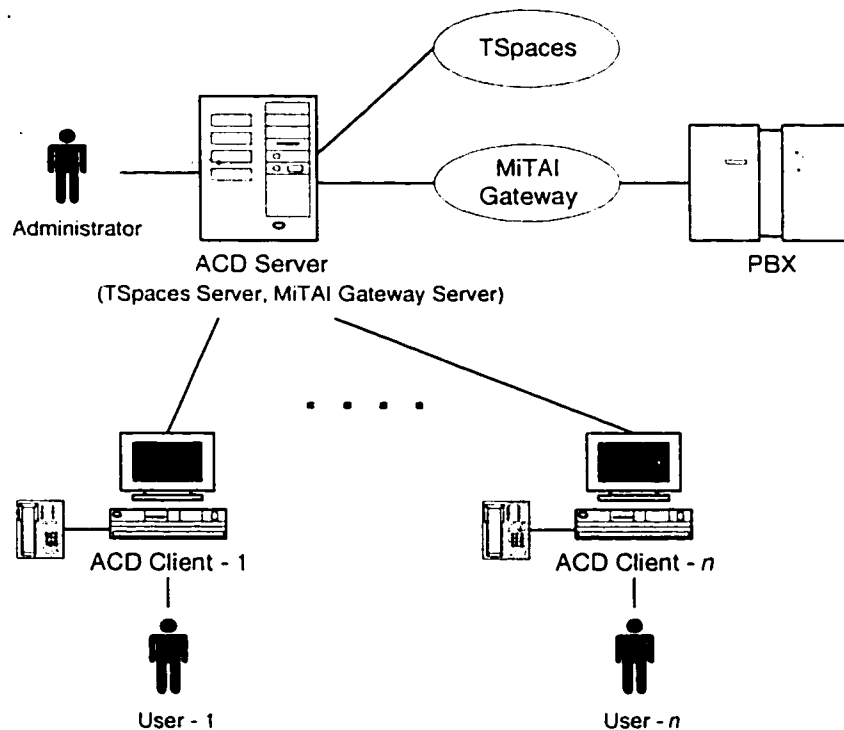 TSpaces
MiTAI
Gateway
Administrator
ACD Server
(TSpaces Server, MiTAI Gateway Server)
PBX
ACD Client - 1
ACD Client - n
User - 1
User - n